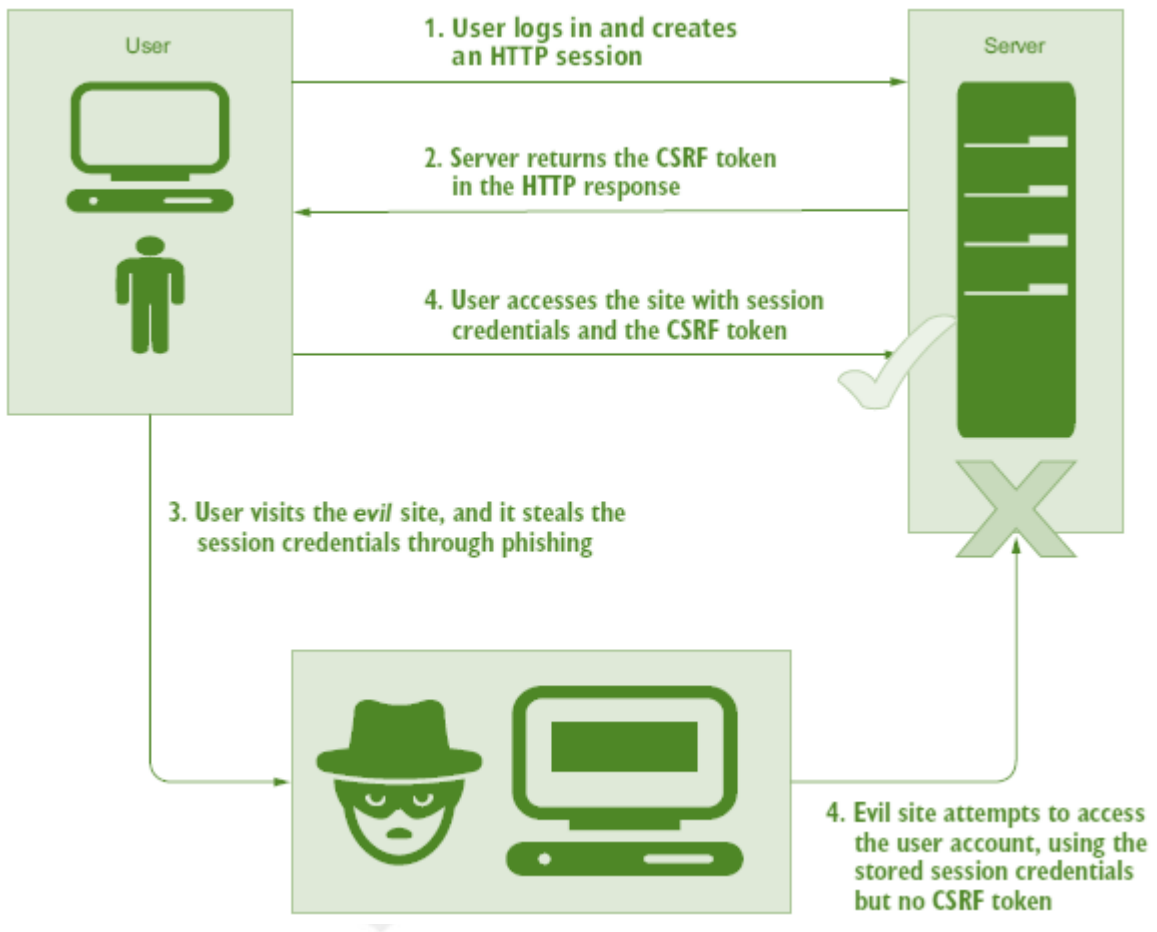 User
1. User logs in and creates
an HTTP session
Server
2. Server returns the CSRF token
in the HTTP response
4. User accesses the site with session
credentials and the CSRF token
3. User visits the evil site, and it steals the
session credentials through phishing
4. Evil site attempts to access
the user account, using the
stored session credentials
but no CSRF token